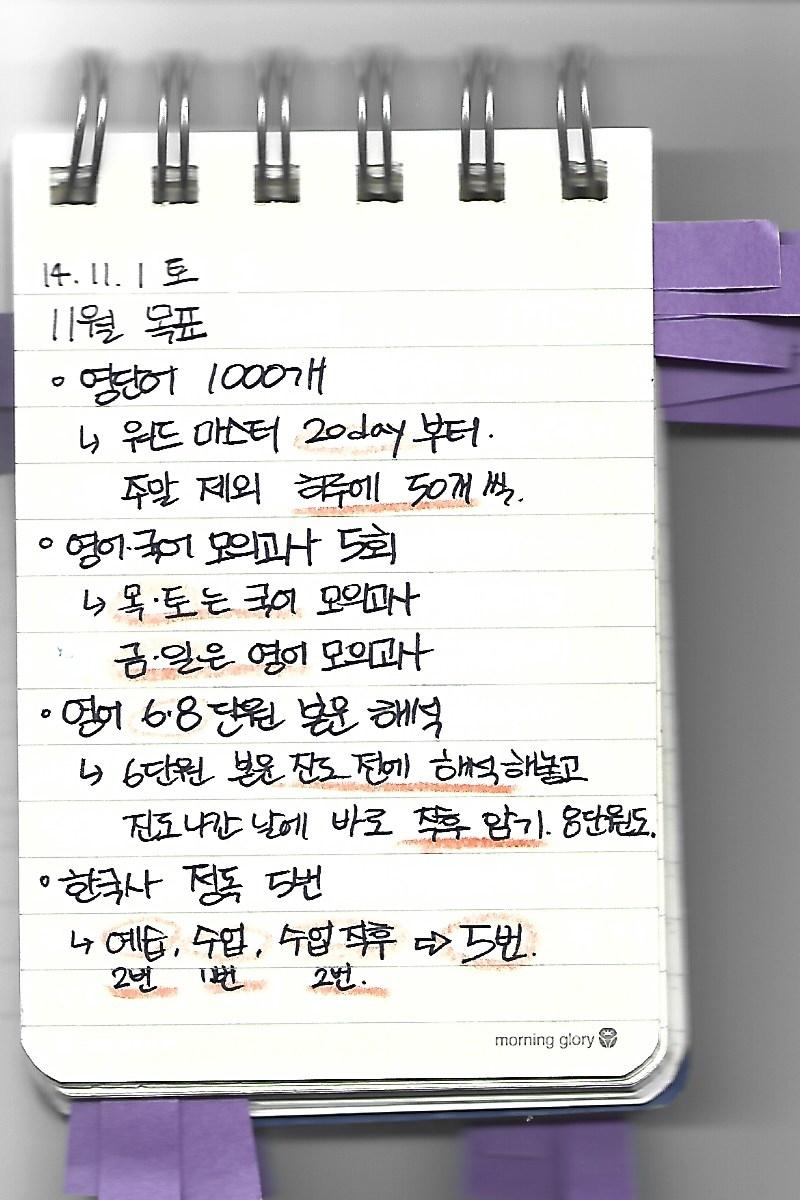 14. 11. 1 토
11월 목표
◦ 영단어 1000개
↳ 워드 마스터 20day 부터.
주말 제외 하루에 50개 씩.
◦ 영어·국어 모의고사 5회
↳ 목·토는 국어 모의고사
금·일은 영어 모의고사
◦ 영어 6·8 단원 본문 해석
↳ 6단원 본문 진도 전에 해석 해놓고
진도 나간 날에 바로 직후 암기. 8단원도.
◦ 한국사 정독 5번
↳ 예습, 수업, 수업 직후 ⇨ 5번.
2번 1번 2번.
morning glory